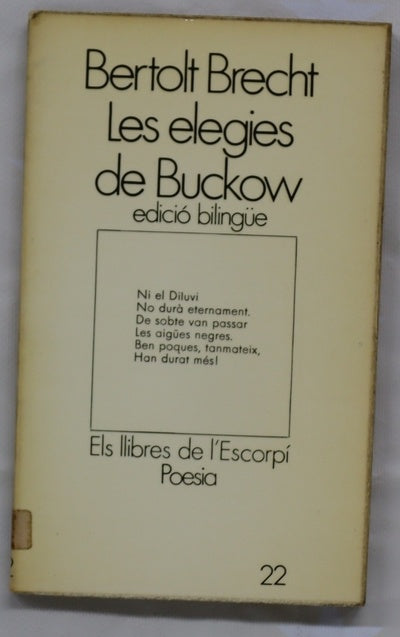 Bertolt Brecht
Les elegies
de Buckow
edició bilingüe
Ni el Diluvi
No durà eternament.
De sobte van passar
Les aigües negres.
Ben poques, tanmateix,
Han durat més!
Els llibres de l'Escorpí
Poesia
22